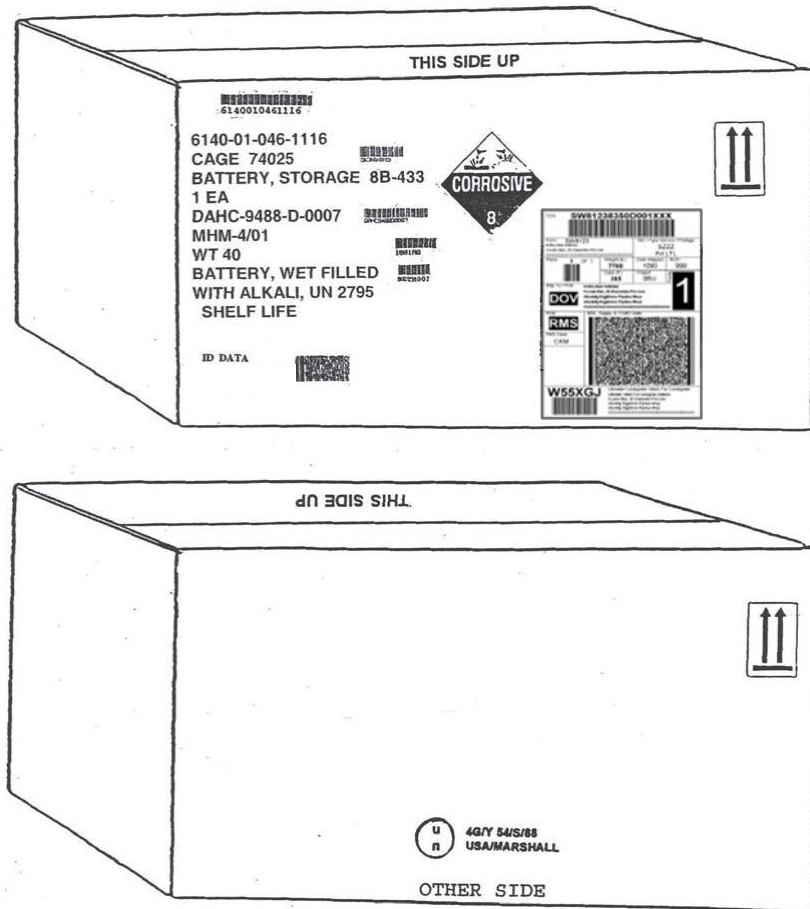 THIS SIDE UP
6140010461116
6140-01-046-1116
CAGE 74025
BATTERY, STORAGE 8B-433
1 EA
DAHC-9488-D-0007
MHM-4/01
WT 40
BATTERY, WET FILLED
WITH ALKALI, UN 2795
SHELF LIFE
ID DATA
CORROSIVE
8
SW81238350D001XXX
DOV
1
RMS
W55XGJ
THIS SIDE UP
u
n
4G/Y 54/S/88
USA/MARSHALL
OTHER SIDE